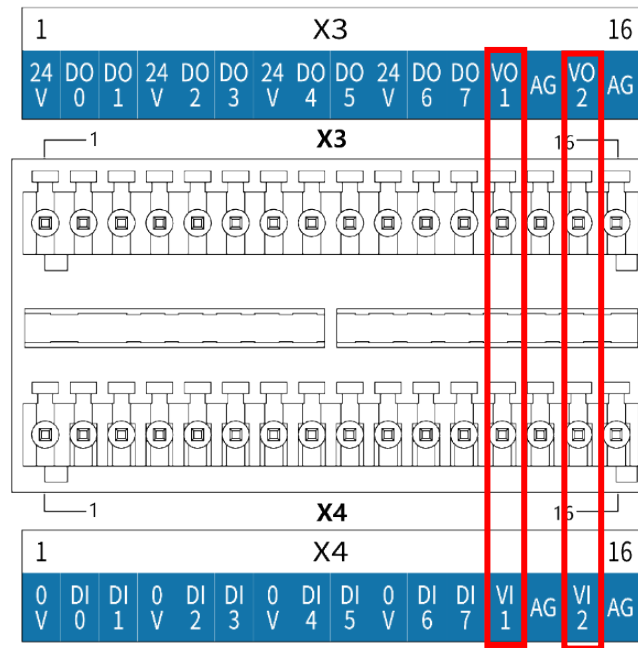 1 X3 16
24 V DO 0 DO 1 24 V DO 2 DO 3 24 V DO 4 DO 5 24 V DO 6 DO 7 VO 1 AG VO 2 AG
1 X3 16
1 X4 16
1 X4 16
0 V DI 0 DI 1 0 V DI 2 DI 3 0 V DI 4 DI 5 0 V DI 6 DI 7 VI 1 AG VI 2 AG